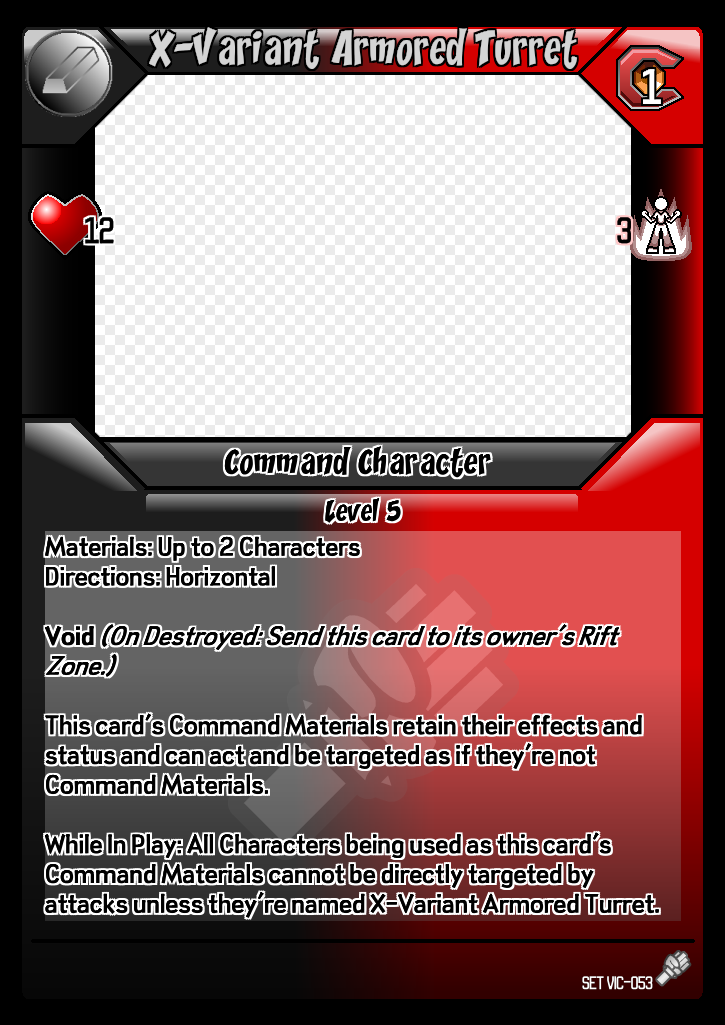 X-Variant Armored Turret
1
12
3
Command Character
Level 5
Materials: Up to 2 Characters
Directions: Horizontal
Void (On Destroyed: Send this card to its owner's Rift
Zone.)
This card's Command Materials retain their effects and
status and can act and be targeted as if they're not
Command Materials.
While In Play: All Characters being used as this card's
Command Materials cannot be directly targeted by
attacks unless they're named X-Variant Armored Turret.
SET VIC-053